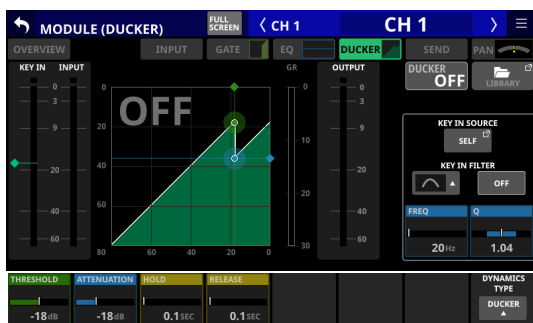 MODULE (DUCKER)
FULL SCREEN
CH 1
CH 1
OVERVIEW
INPUT
GATE
EQ
DUCKER
SEND
PAN
KEY IN
INPUT
GR
OUTPUT
DUCKER
OFF
LIBRARY
OFF
0
3
9
20
40
60
0
20
40
60
80
60
40
20
0
0
10
20
30
0
3
9
20
40
60
KEY IN SOURCE
SELF
KEY IN FILTER
OFF
FREQ
Q
20Hz
1.04
THRESHOLD
ATTENUATION
HOLD
RELEASE
DYNAMICS TYPE
-18dB
-18dB
0.1SEC
0.1SEC
DUCKER